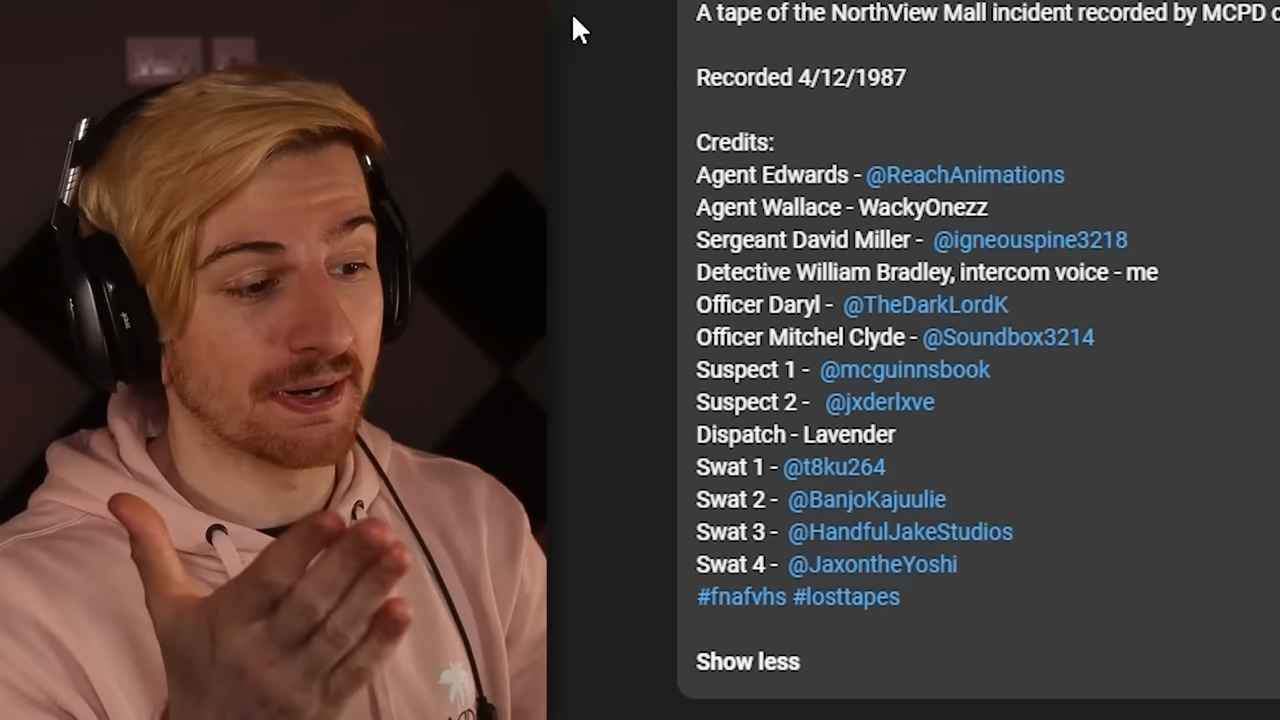 A tape of the NorthView Mall incident recorded by MCPD
Recorded 4/12/1987
Credits:
Agent Edwards - @ReachAnimations
Agent Wallace - WackyOnezz
Sergeant David Miller - @igneouspine3218
Detective William Bradley, intercom voice - me
Officer Daryl - @TheDarkLordK
Officer Mitchel Clyde - @Soundbox3214
Suspect 1 - @mcguinnsbook
Suspect 2 - @jxderlxve
Dispatch - Lavender
Swat 1 - @t8ku264
Swat 2 - @BanjoKajuulie
Swat 3 - @HandfulJakeStudios
Swat 4 - @JaxontheYoshi
#fnafvhs #losttapes
Show less